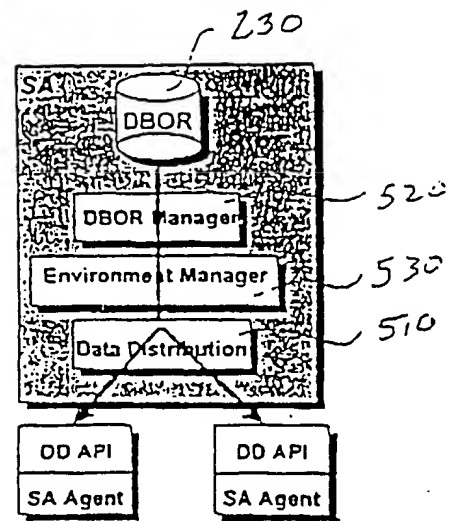 230
SA
DBOR
DBOR Manager
520
Environment Manager
530
Data Distribution
510
DD API
DD API
SA Agent
SA Agent